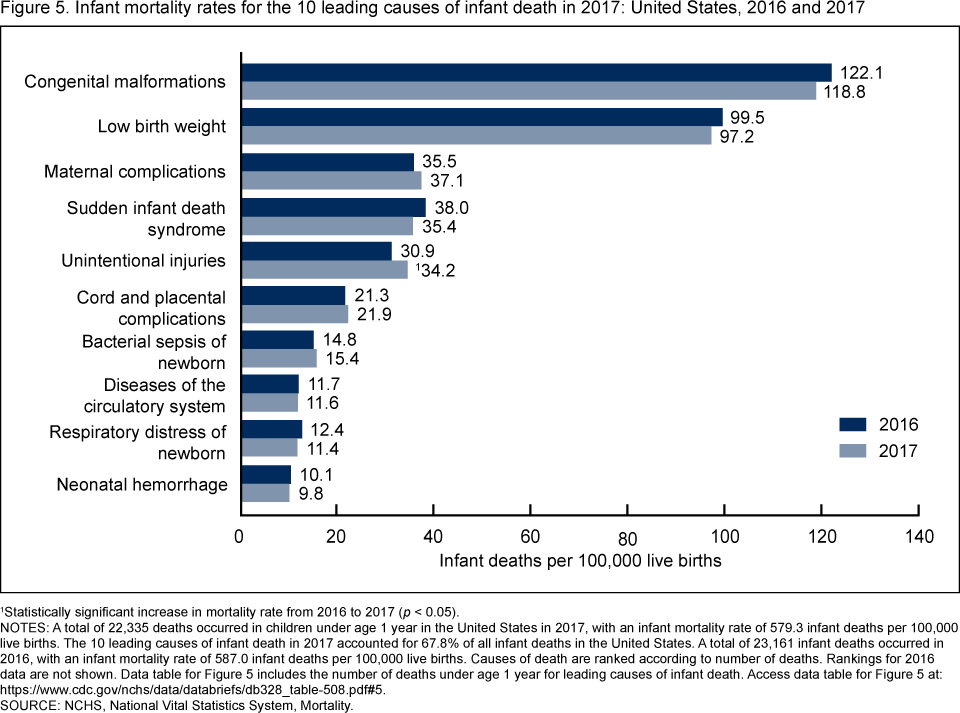 Figure 5. Infant mortality rates for the 10 leading causes of infant death in 2017: United States, 2016 and 2017
Congenital malformations
122.1
118.8
Low birth weight
99.5
97.2
Maternal complications
35.5
37.1
Sudden infant death
syndrome
38.0
35.4
Unintentional injuries
30.9
¹34.2
Cord and placental
complications
21.3
21.9
Bacterial sepsis of
newborn
14.8
15.4
Diseases of the
circulatory system
11.7
11.6
Respiratory distress of
newborn
12.4
11.4
Neonatal hemorrhage
10.1
9.8
2016
2017
0 20 40 60 80 100 120 140
Infant deaths per 100,000 live births
¹Statistically significant increase in mortality rate from 2016 to 2017 (p < 0.05).
NOTES: A total of 22,335 deaths occurred in children under age 1 year in the United States in 2017, with an infant mortality rate of 579.3 infant deaths per 100,000
live births. The 10 leading causes of infant death in 2017 accounted for 67.8% of all infant deaths in the United States. A total of 23,161 infant deaths occurred in
2016, with an infant mortality rate of 587.0 infant deaths per 100,000 live births. Causes of death are ranked according to number of deaths. Rankings for 2016
data are not shown. Data table for Figure 5 includes the number of deaths under age 1 year for leading causes of infant death. Access data table for Figure 5 at:
https://www.cdc.gov/nchs/data/databriefs/db328_table-508.pdf#5.
SOURCE: NCHS, National Vital Statistics System, Mortality.